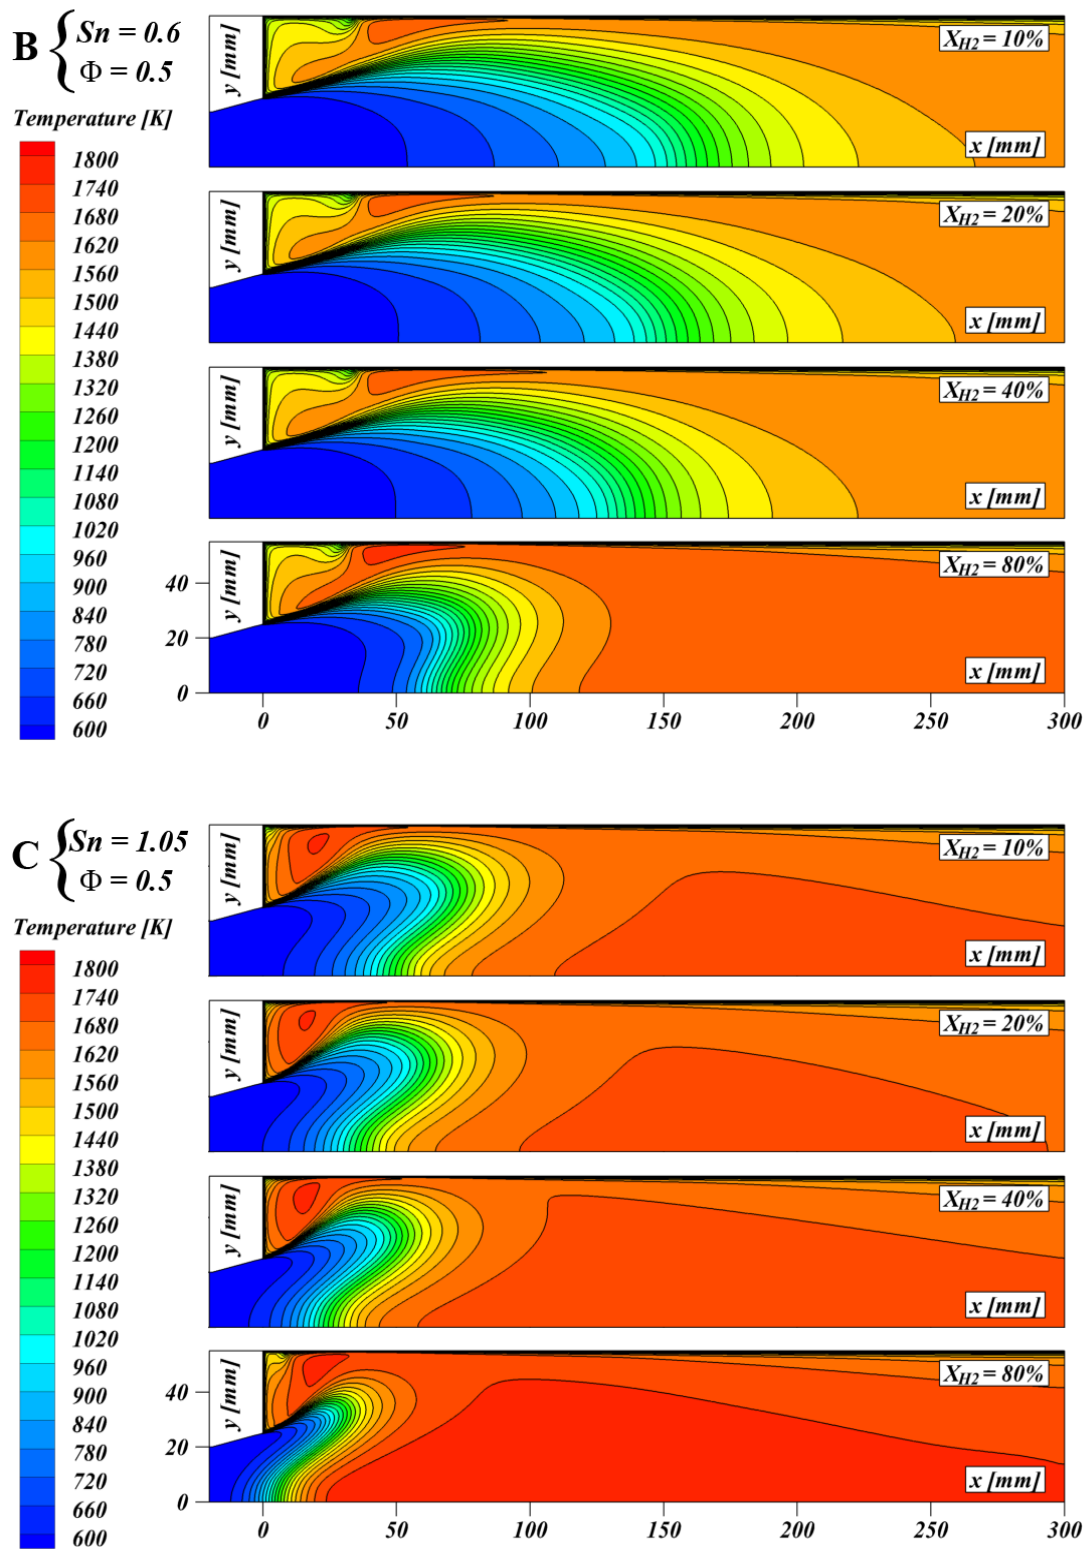 B { Sn = 0.6
Φ = 0.5
Temperature [K]
1800
1740
1680
1620
1560
1500
1440
1380
1320
1260
1200
1140
1080
1020
960
900
840
780
720
660
600
y [mm]
X_H2 = 10%
x [mm]
y [mm]
X_H2 = 20%
x [mm]
y [mm]
X_H2 = 40%
x [mm]
40
20
0
y [mm]
X_H2 = 80%
x [mm]
0 50 100 150 200 250 300
C { Sn = 1.05
Φ = 0.5
Temperature [K]
1800
1740
1680
1620
1560
1500
1440
1380
1320
1260
1200
1140
1080
1020
960
900
840
780
720
660
600
y [mm]
X_H2 = 10%
x [mm]
y [mm]
X_H2 = 20%
x [mm]
y [mm]
X_H2 = 40%
x [mm]
40
20
0
y [mm]
X_H2 = 80%
x [mm]
0 50 100 150 200 250 300